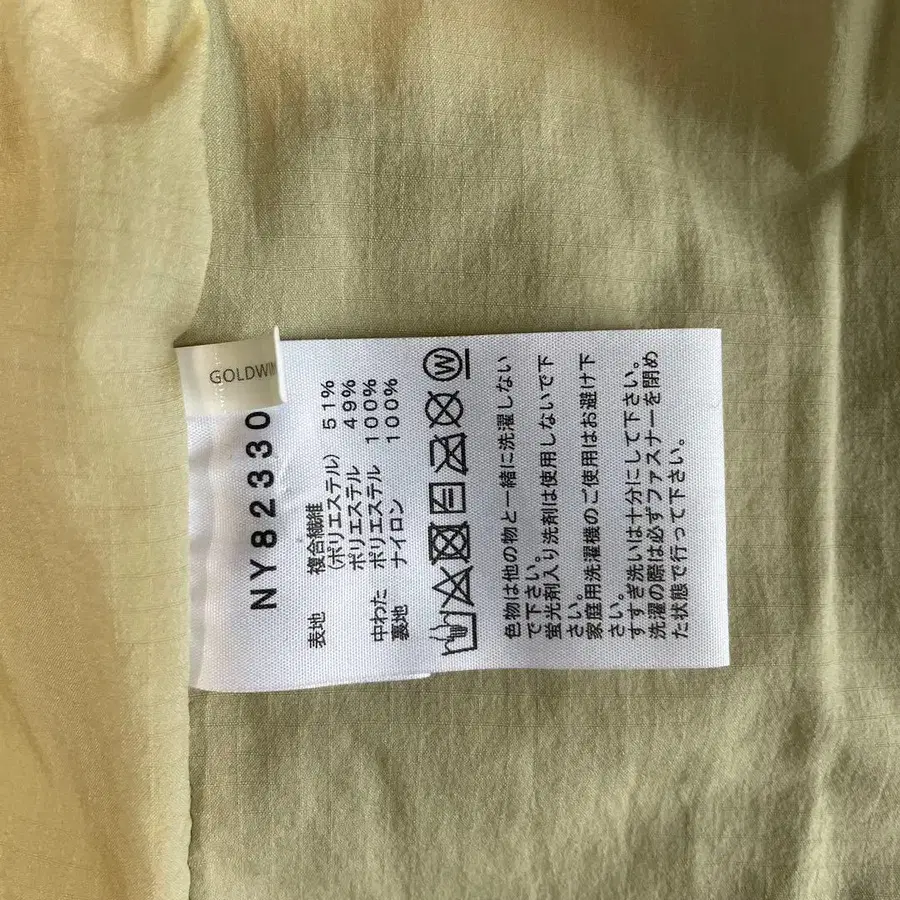 GOLDWIN
NY82330
表地 複合繊維
(ポリエステル) 51%
ポリエステル 49%
中わた ポリエステル 100%
裏地 ナイロン 100%
W
色物は他の物と一緒に洗濯しない
で下さい。
蛍光剤入り洗剤は使用しないで下
さい。
家庭用洗濯機のご使用はお避け下
さい。
すすぎ洗いは十分にして下さい。
洗濯の際は必ずファスナーを閉め
た状態で行って下さい。